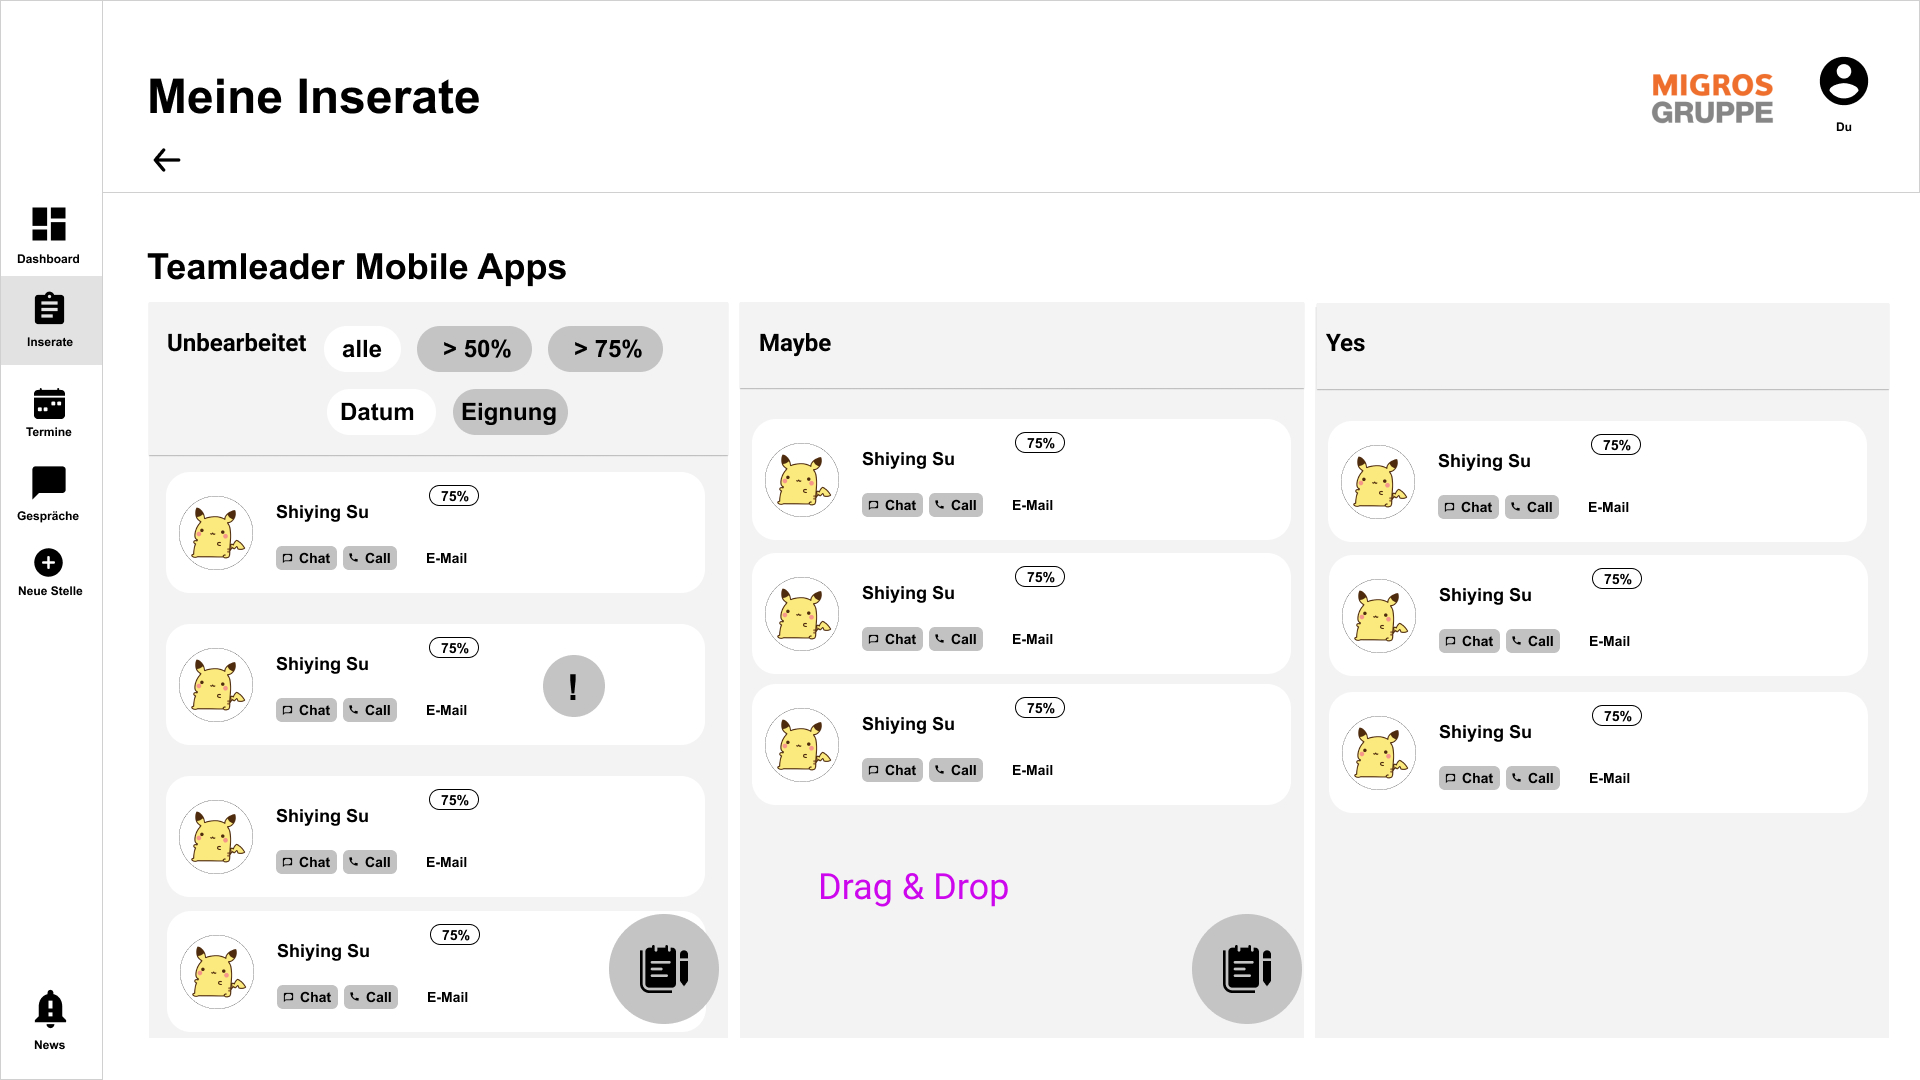 Meine Inserate
MIGROS
GRUPPE
Du
Dashboard
Inserate
Termine
Gespräche
Neue Stelle
News
Teamleader Mobile Apps
Unbearbeitet alle > 50% > 75%
Datum Eignung
75%
Shiying Su
Chat Call E-Mail
75%
Shiying Su
!
Chat Call E-Mail
75%
Shiying Su
Chat Call E-Mail
75%
Shiying Su
Chat Call E-Mail
Maybe
75%
Shiying Su
Chat Call E-Mail
75%
Shiying Su
Chat Call E-Mail
75%
Shiying Su
Chat Call E-Mail
Drag & Drop
Yes
75%
Shiying Su
Chat Call E-Mail
75%
Shiying Su
Chat Call E-Mail
75%
Shiying Su
Chat Call E-Mail